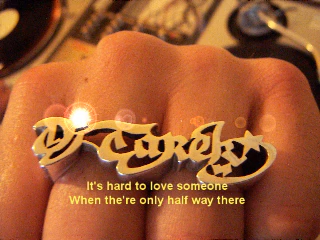 DJ Tarek
It's hard to love someone
When the're only half way there